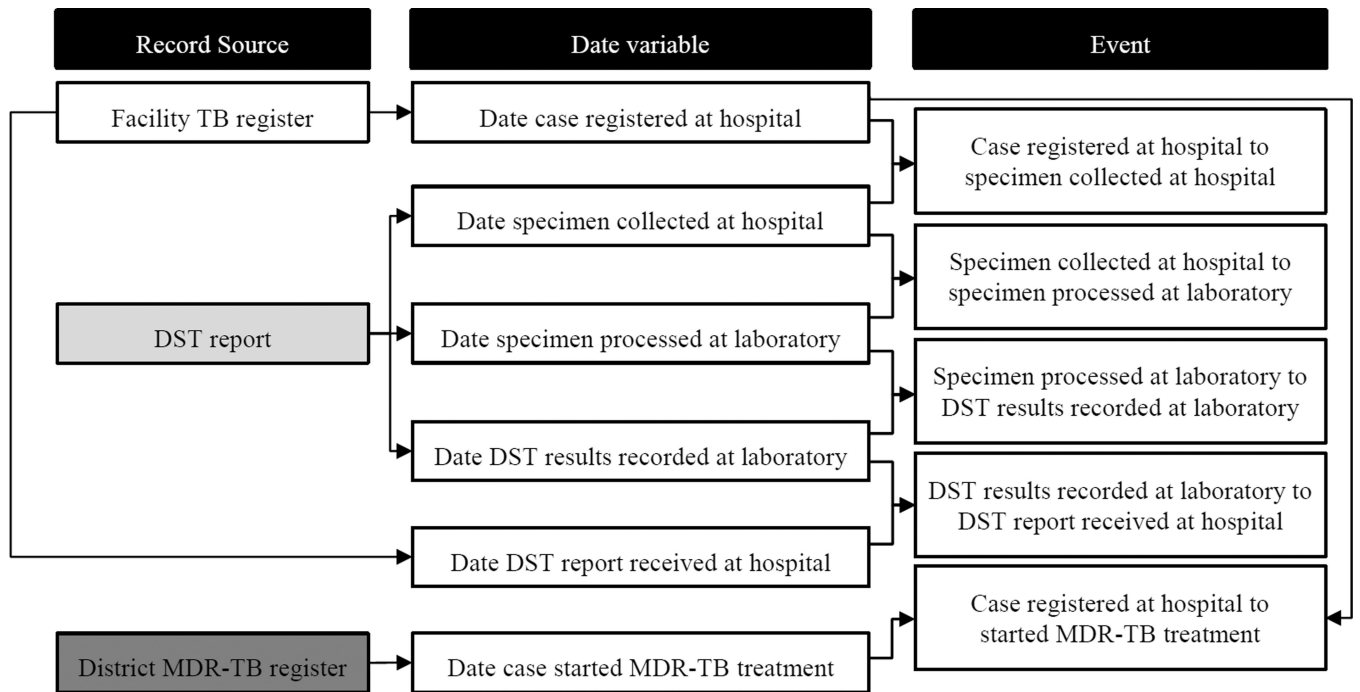 Record Source
Date variable
Event
Facility TB register
Date case registered at hospital
Case registered at hospital to
specimen collected at hospital
Date specimen collected at hospital
Specimen collected at hospital to
specimen processed at laboratory
DST report
Date specimen processed at laboratory
Specimen processed at laboratory to
DST results recorded at laboratory
Date DST results recorded at laboratory
DST results recorded at laboratory to
DST report received at hospital
Date DST report received at hospital
Case registered at hospital to
started MDR-TB treatment
District MDR-TB register
Date case started MDR-TB treatment